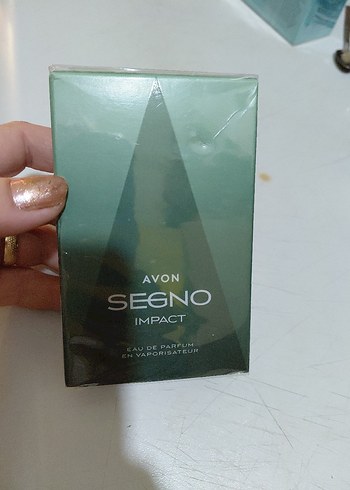 AVON
SEGNO
IMPACT
EAU DE PARFUM
EN VAPORISATEUR